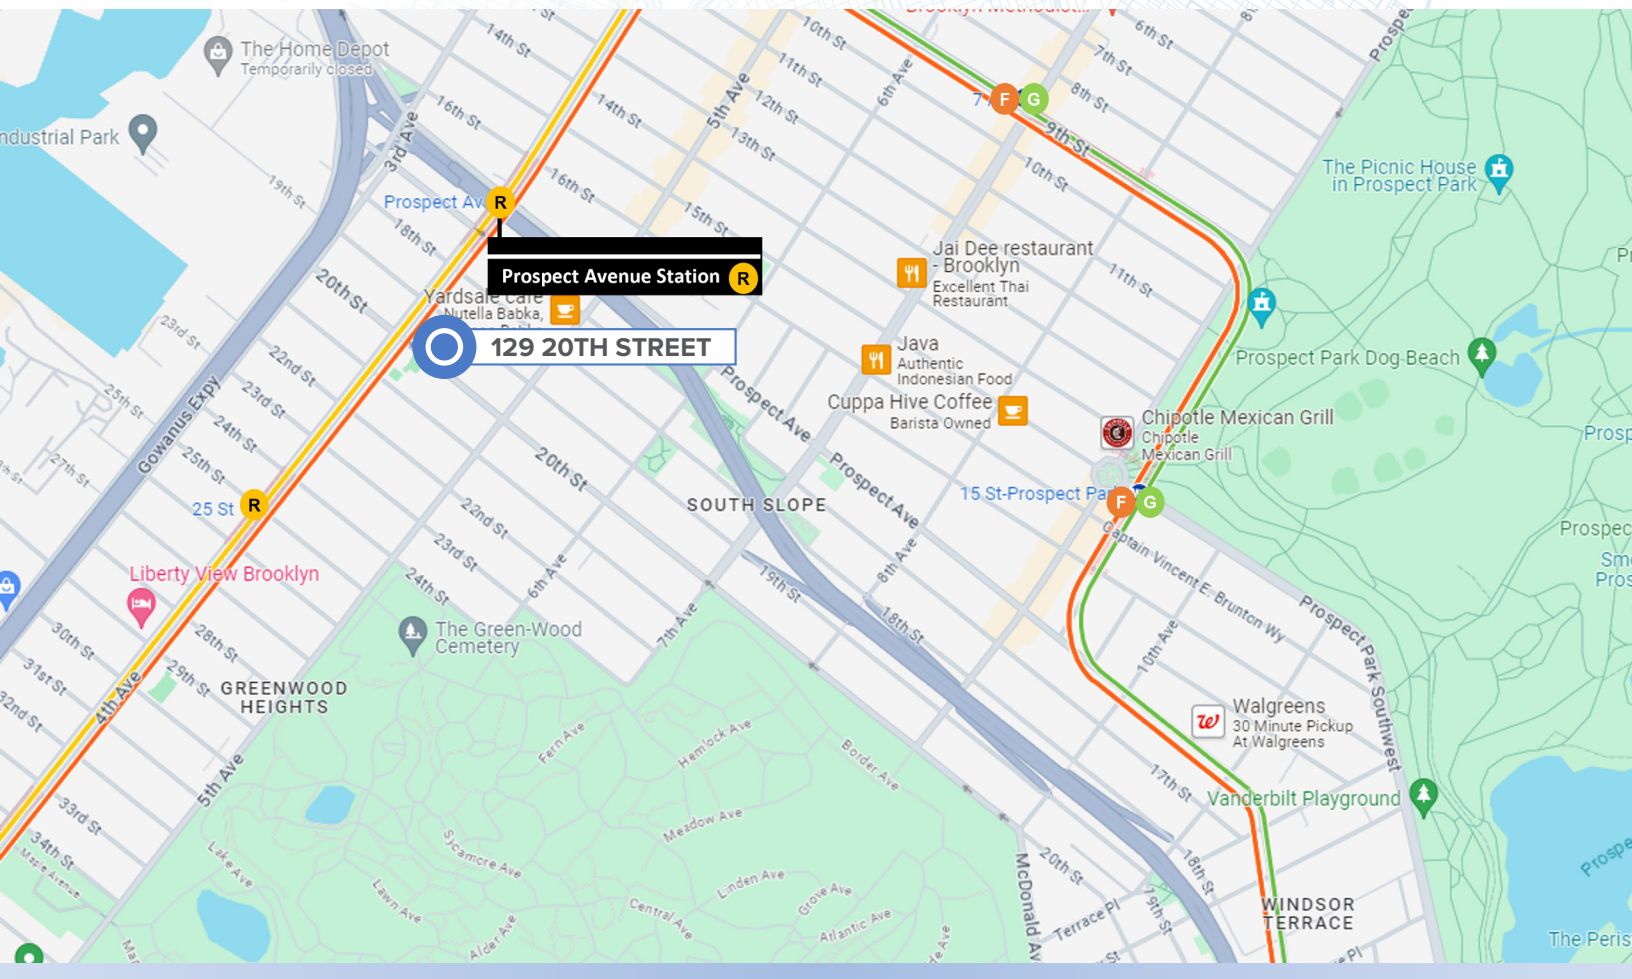 The Home Depot
Temporarily closed
14th St
10th St
11th St
12th St
13th St
5th Ave
6th Ave
6th St
7th St
8th St
9th St
10th St
F G
16th St
14th St
3rd Ave
Industrial Park
19th St
16th St
15th St
Prospect Av
R
18th St
The Picnic House
in Prospect Park
Prospect Avenue Station R
20th St
Yardsale cafe
Nutella Babka,
Jai Dee restaurant
- Brooklyn
Excellent Thai
Restaurant
11th St
129 20TH STREET
Java
Authentic
Indonesian Food
Prospect Park Dog Beach
23rd St
22nd St
23rd St
25th St
24th St
25th St
27th St
Gowanus Expy
Prospect Ave
Cuppa Hive Coffee
Barista Owned
Chipotle Mexican Grill
Chipotle
Mexican Grill
20th St
Prospect Ave
SOUTH SLOPE
15 St-Prospect Par
F G
25 St R
22nd St
23rd St
24th St
6th Ave
8th Ave
Captain Vincent E. Brunton Wy
Liberty View Brooklyn
19th St
18th St
7th Ave
10th Ave
Prospect Park Southwest
The Green-Wood
Cemetery
30th St
31st St
32nd St
28th St
29th St
GREENWOOD
HEIGHTS
4th Ave
5th Ave
Fern Ave
Hemlock Ave
Border Ave
Walgreens
30 Minute Pickup
At Walgreens
17th St
Vanderbilt Playground
33rd St
34th St
Maple Avenue
Lake Ave
Sycamore Ave
Meadow Ave
Linden Ave
Grove Ave
Lawn Ave
Central Ave
Atlantic Ave
Alder Ave
McDonald Av
20th St
18th St
19th St
Terrace Pl
WINDSOR
TERRACE
The Peris